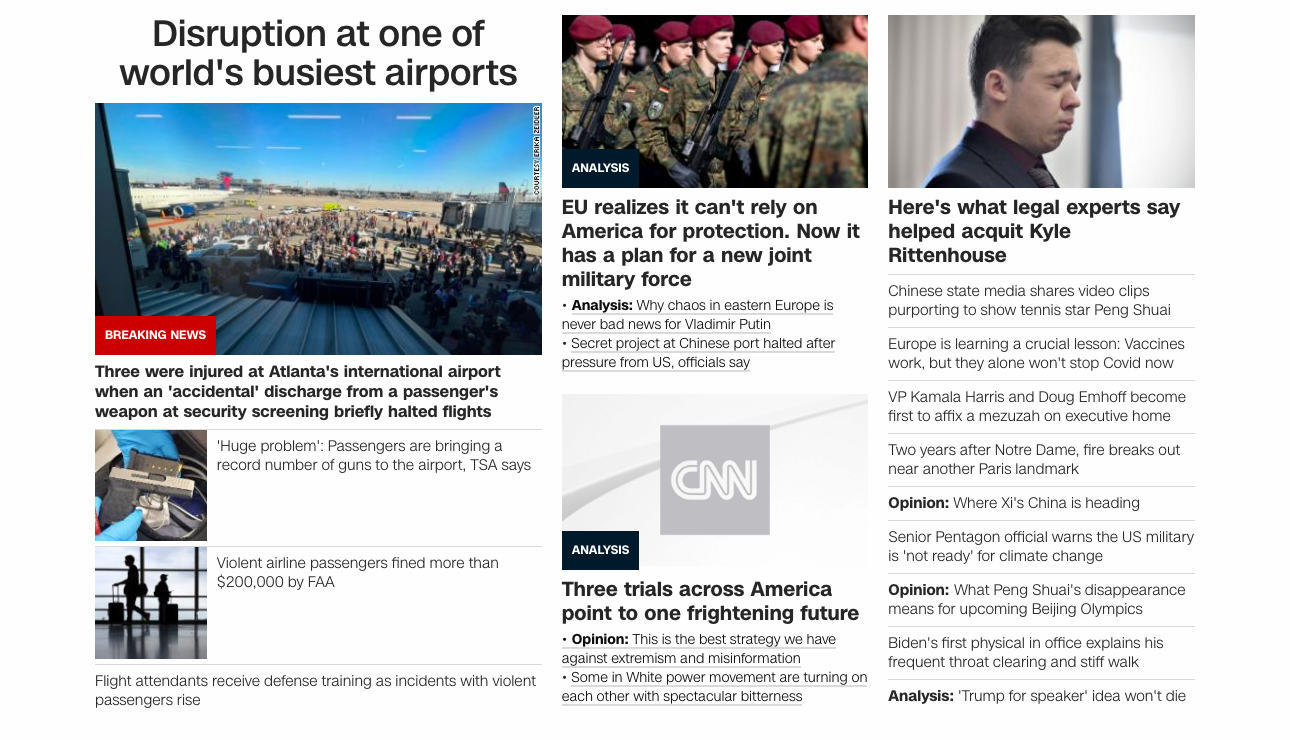 Disruption at one of
world's busiest airports
COURTESY ERIKA ZEIDLER
BREAKING NEWS
Three were injured at Atlanta's international airport
when an 'accidental' discharge from a passenger's
weapon at security screening briefly halted flights
'Huge problem': Passengers are bringing a
record number of guns to the airport, TSA says
Violent airline passengers fined more than
$200,000 by FAA
Flight attendants receive defense training as incidents with violent
passengers rise
ANALYSIS
EU realizes it can't rely on
America for protection. Now it
has a plan for a new joint
military force
• Analysis: Why chaos in eastern Europe is
never bad news for Vladimir Putin
• Secret project at Chinese port halted after
pressure from US, officials say
CNN
ANALYSIS
Three trials across America
point to one frightening future
• Opinion: This is the best strategy we have
against extremism and misinformation
• Some in White power movement are turning on
each other with spectacular bitterness
Here's what legal experts say
helped acquit Kyle
Rittenhouse
Chinese state media shares video clips
purporting to show tennis star Peng Shuai
Europe is learning a crucial lesson: Vaccines
work, but they alone won't stop Covid now
VP Kamala Harris and Doug Emhoff become
first to affix a mezuzah on executive home
Two years after Notre Dame, fire breaks out
near another Paris landmark
Opinion: Where Xi's China is heading
Senior Pentagon official warns the US military
is 'not ready' for climate change
Opinion: What Peng Shuai's disappearance
means for upcoming Beijing Olympics
Biden's first physical in office explains his
frequent throat clearing and stiff walk
Analysis: 'Trump for speaker' idea won't die